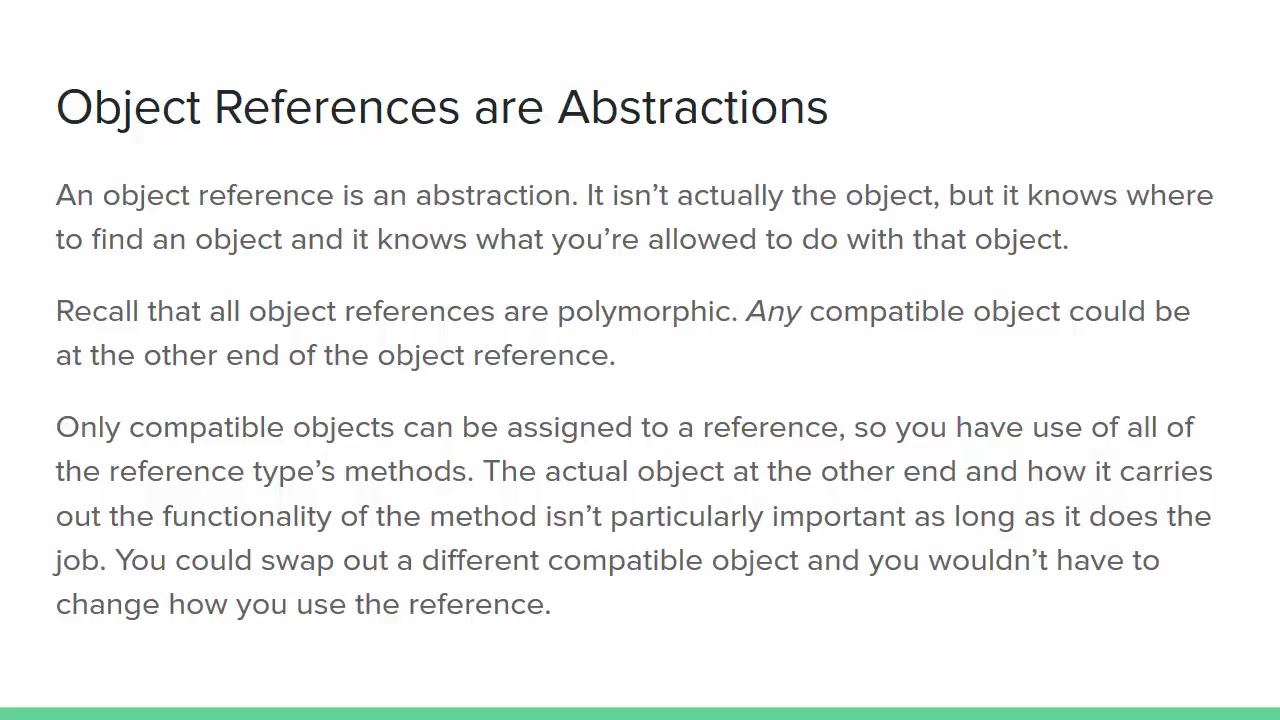 Object References are Abstractions
An object reference is an abstraction. It isn’t actually the object, but it knows where
to find an object and it knows what you’re allowed to do with that object.
Recall that all object references are polymorphic. Any compatible object could be
at the other end of the object reference.
Only compatible objects can be assigned to a reference, so you have use of all of
the reference type’s methods. The actual object at the other end and how it carries
out the functionality of the method isn’t particularly important as long as it does the
job. You could swap out a different compatible object and you wouldn’t have to
change how you use the reference.